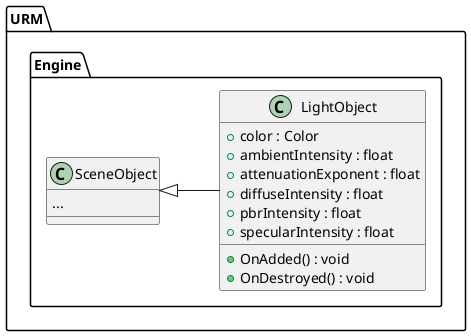 URM
Engine
C LightObject
+ color : Color
+ ambientIntensity : float
+ attenuationExponent : float
+ diffuseIntensity : float
+ pbrIntensity : float
+ specularIntensity : float
OnAdded() : void
OnDestroyed() : void
C SceneObject
...